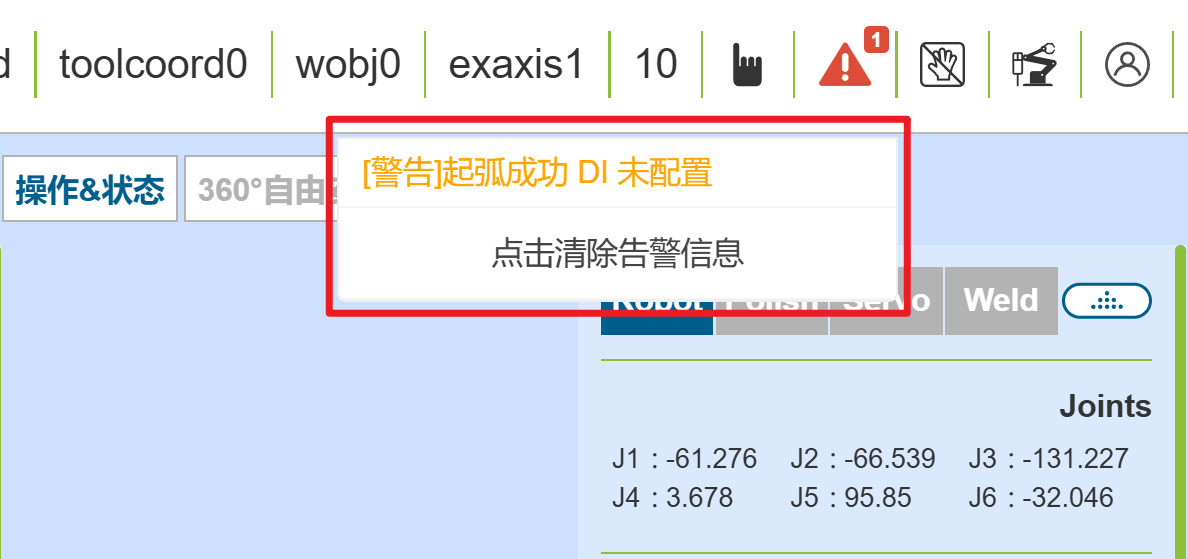 toolcoord0 wobj0 exaxis1 10 1
[警告]起弧成功 DI 未配置
操作&状态 360°自由
点击清除告警信息
Robot Polish Servo Weld
Joints
J1 : -61.276 J2 : -66.539 J3 : -131.227
J4 : 3.678 J5 : 95.85 J6 : -32.046